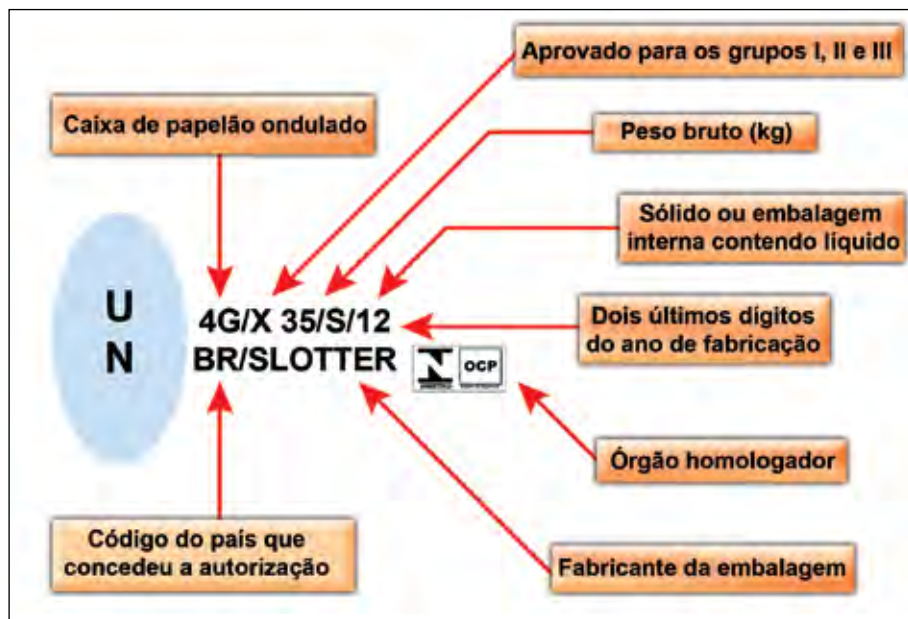 Aprovado para os grupos I, II e III
Caixa de papelão ondulado
Peso bruto (kg)
Sólido ou embalagem
interna contendo líquido
U
N
4G/X 35/S/12
BR/SLOTTER
OCP
Dois últimos dígitos
do ano de fabricação
Órgão homologador
Código do país que
concedeu a autorização
Fabricante da embalagem